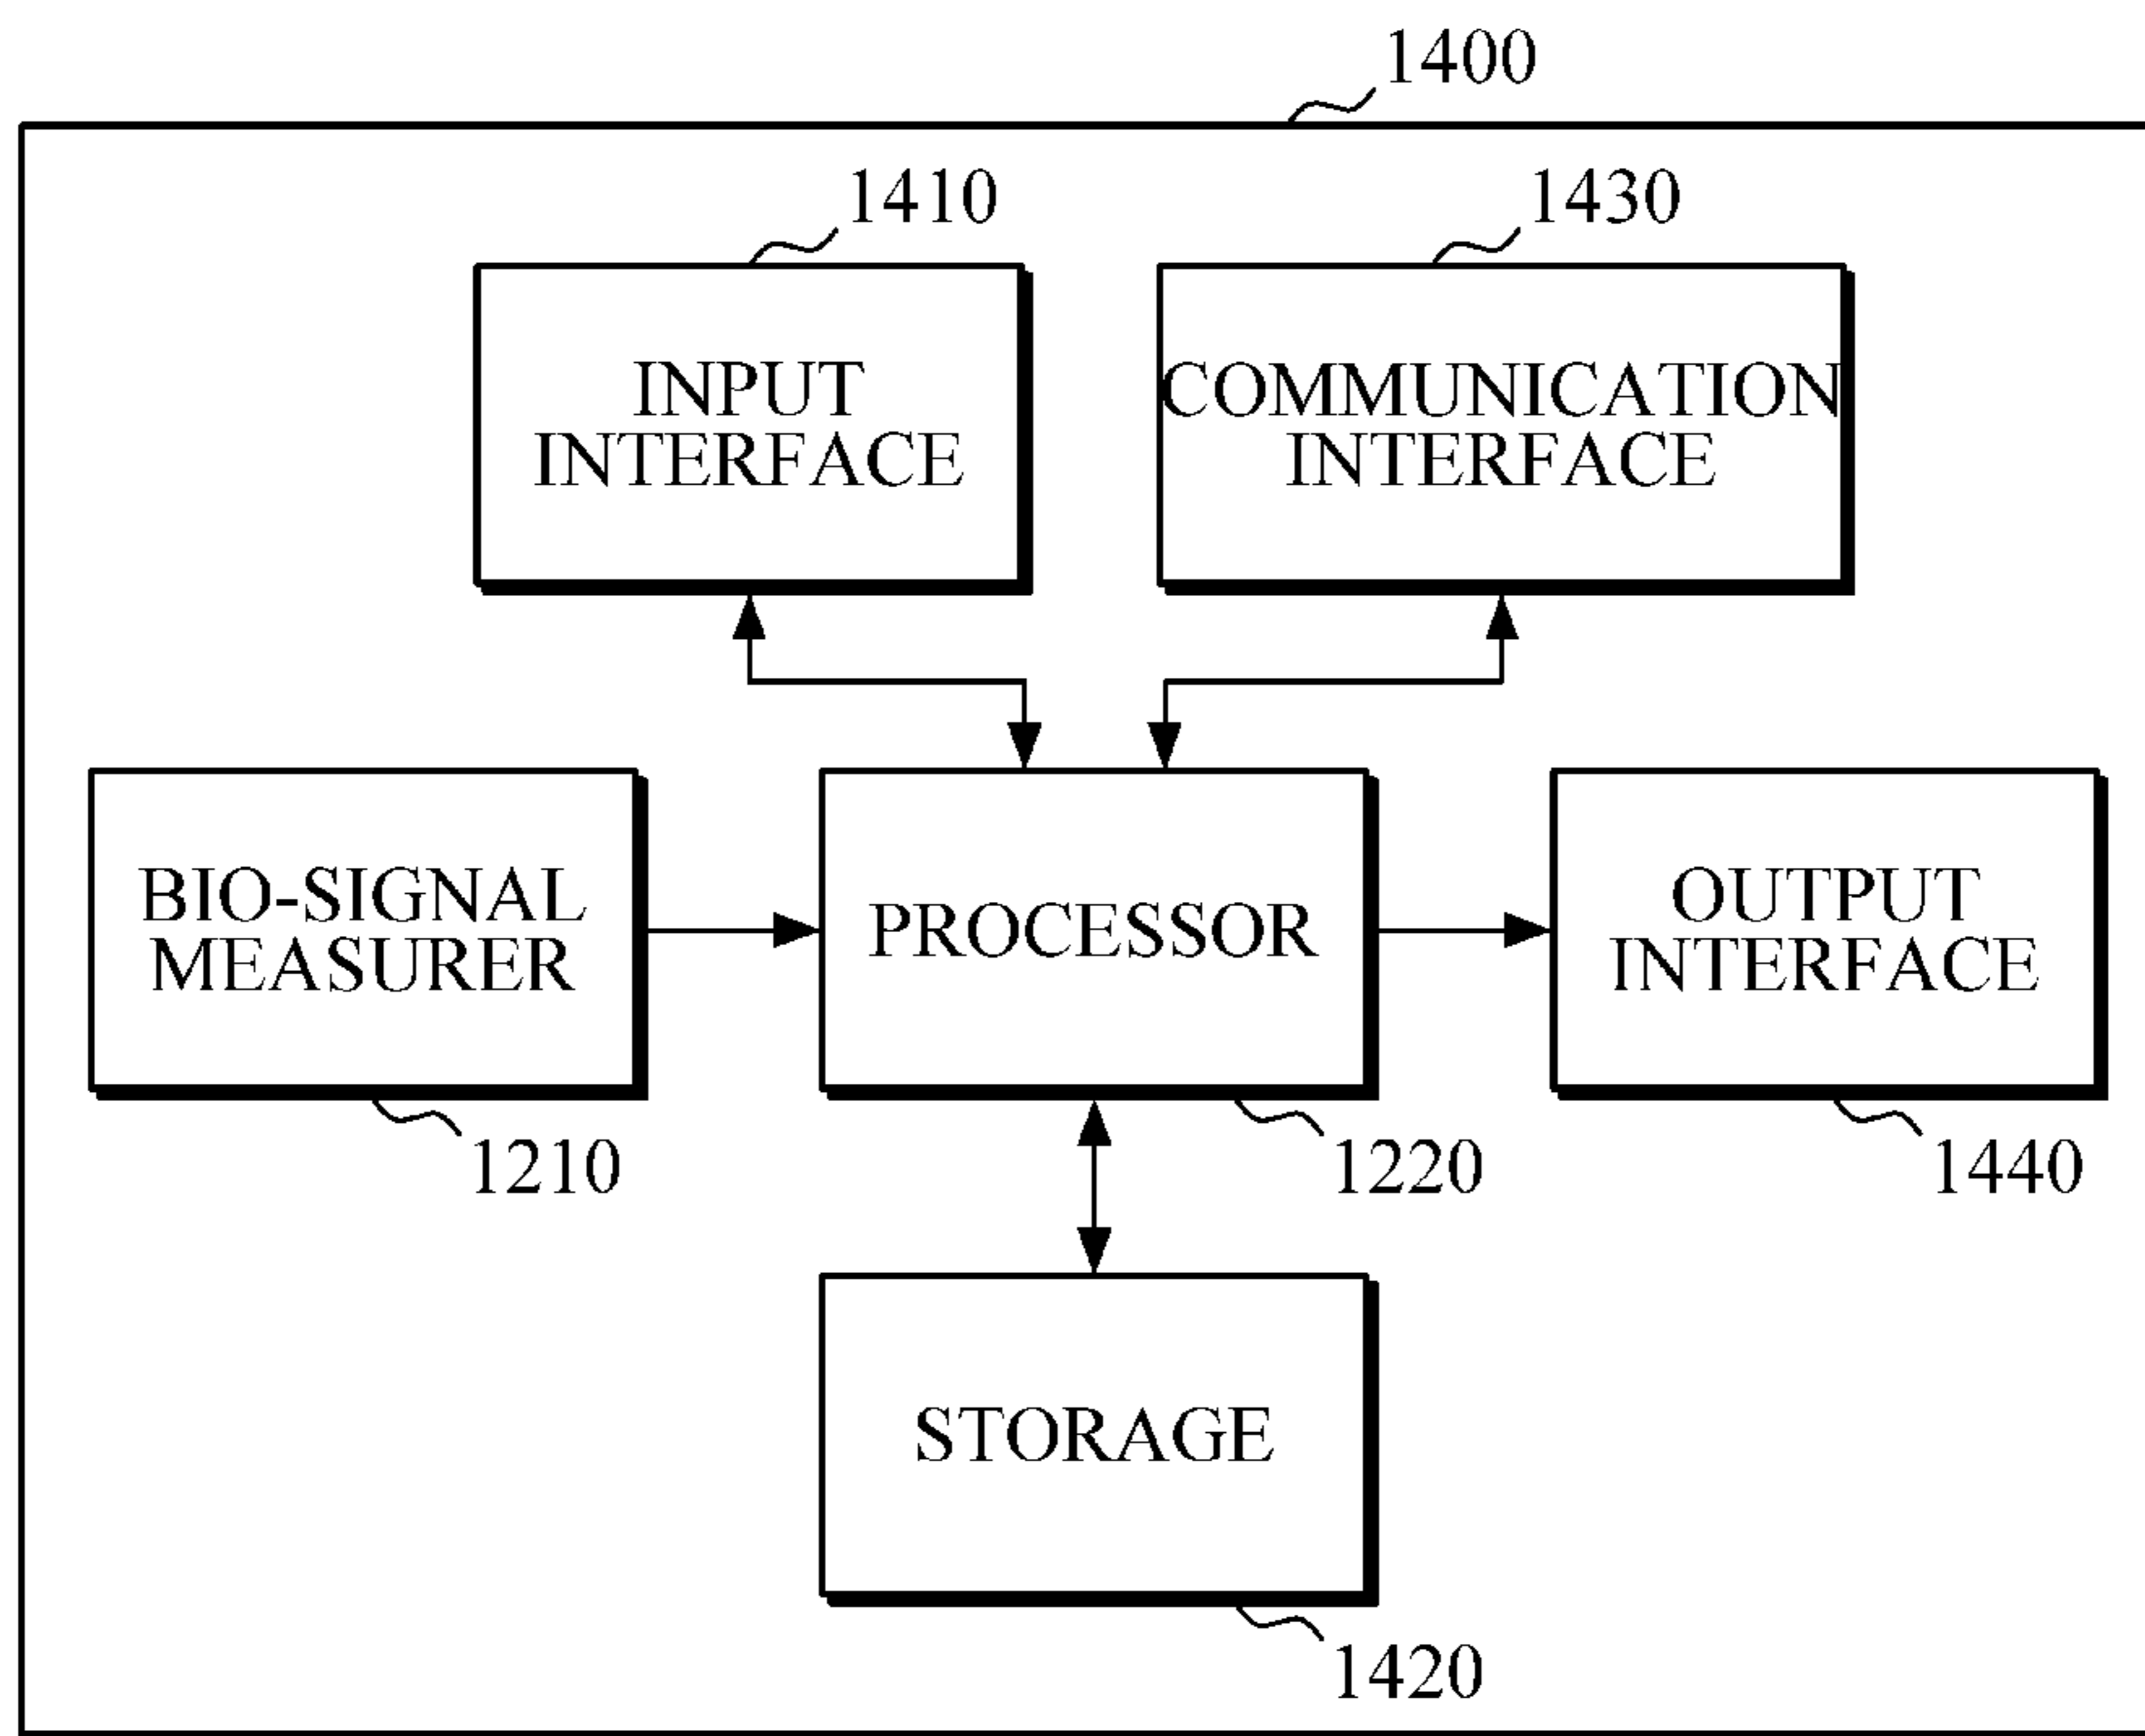 1400
1410
1430
INPUT
INTERFACE
COMMUNICATION
INTERFACE
BIO-SIGNAL
MEASURER
PROCESSOR
OUTPUT
INTERFACE
1210
1220
1440
STORAGE
1420